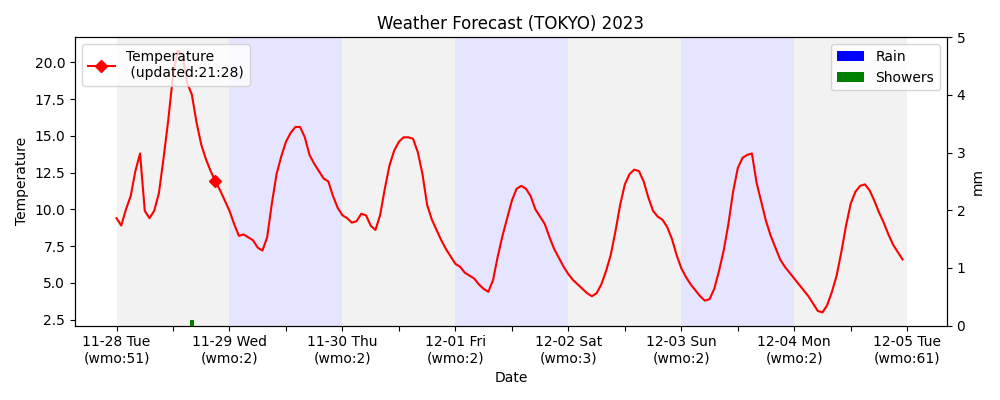 Weather Forecast (TOKYO) 2023
Temperature
(updated:21:28)
Rain
Showers
Temperature
20.0
17.5
15.0
12.5
10.0
7.5
5.0
2.5
5
4
3
2
1
0
mm
11-28 Tue
(wmo:51)
11-29 Wed
(wmo:2)
11-30 Thu
(wmo:2)
12-01 Fri
(wmo:2)
12-02 Sat
(wmo:3)
12-03 Sun
(wmo:2)
12-04 Mon
(wmo:2)
12-05 Tue
(wmo:61)
Date